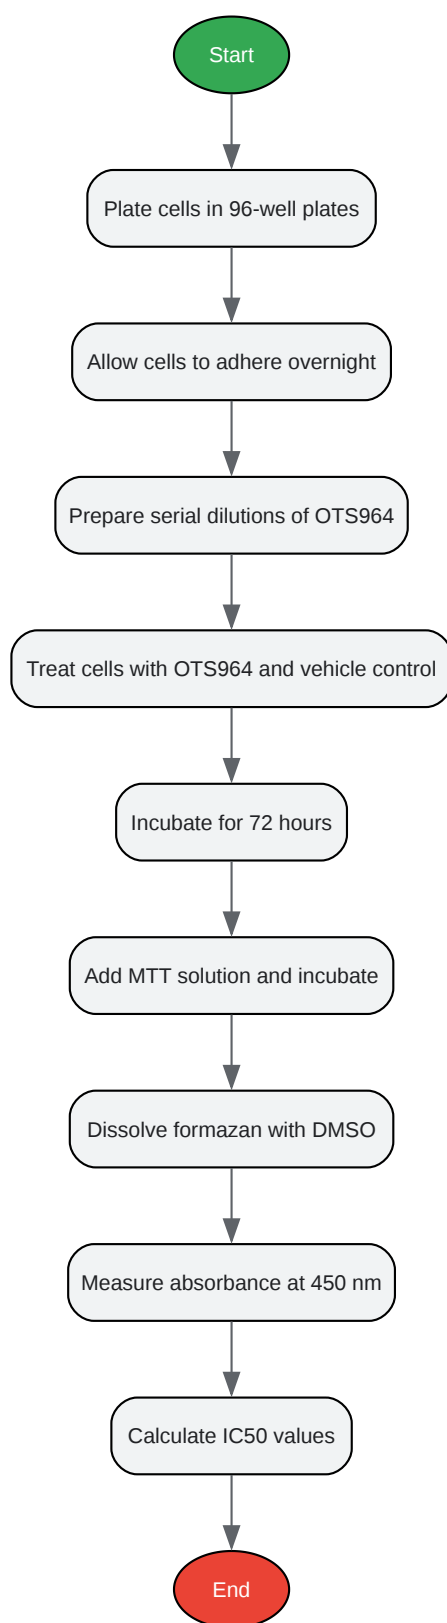 Start
Plate cells in 96-well plates
Allow cells to adhere overnight
Prepare serial dilutions of OTS964
Treat cells with OTS964 and vehicle control
Incubate for 72 hours
Add MTT solution and incubate
Dissolve formazan with DMSO
Measure absorbance at 450 nm
Calculate IC50 values
End